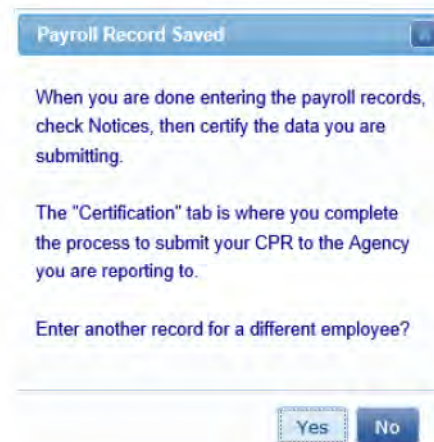 Payroll Record Saved
When you are done entering the payroll records,
check Notices, then certify the data you are
submitting.
The "Certification" tab is where you complete
the process to submit your CPR to the Agency
you are reporting to.
Enter another record for a different employee?
Yes No